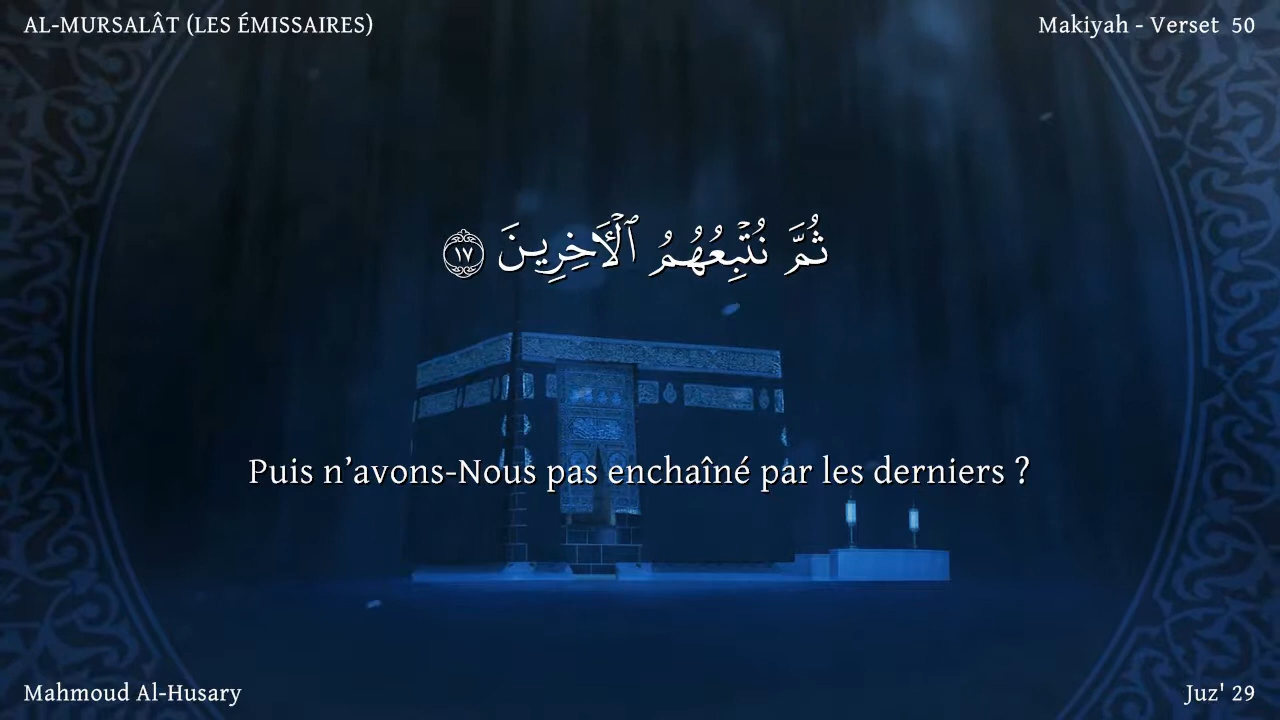 AL-MURSALÂT (LES ÉMISSAIRES)
Makiyah - Verset 50
ثُمَّ نُتْبِعُهُمُ ٱلْـَٔاخِرِينَ ١٧
Puis n’avons-Nous pas enchaîné par les derniers ?
Mahmoud Al-Husary
Juz' 29